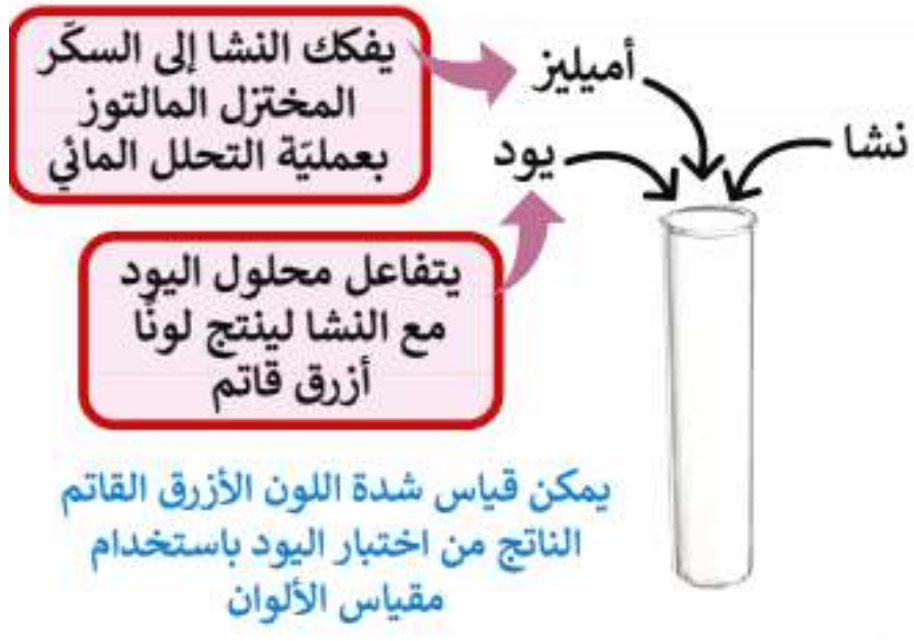 يفكك النشا إلى السكّر
المختزل المالتوز
بعمليّة التحلل المائي
أميليز
يود
نشا
يتفاعل محلول اليود
مع النشا لينتج لونًا
أزرق قاتم
يمكن قياس شدة اللون الأزرق القاتم
الناتج من اختبار اليود باستخدام
مقياس الألوان